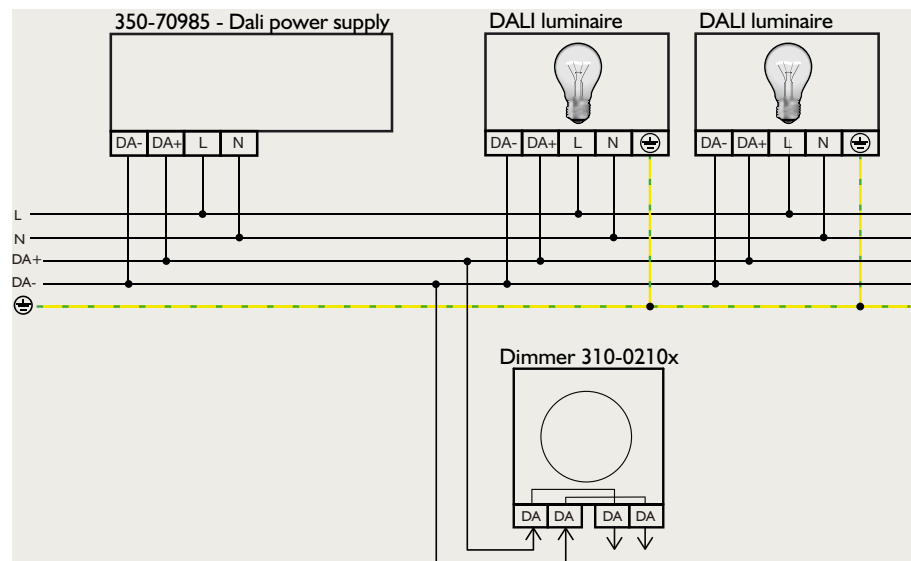 350-70985 - Dali power supply
DALI luminaire
DALI luminaire
DA- DA+ L N
DA- DA+ L N
DA- DA+ L N
L
N
DA+
DA-
Dimmer 310-0210x
DA DA DA DA